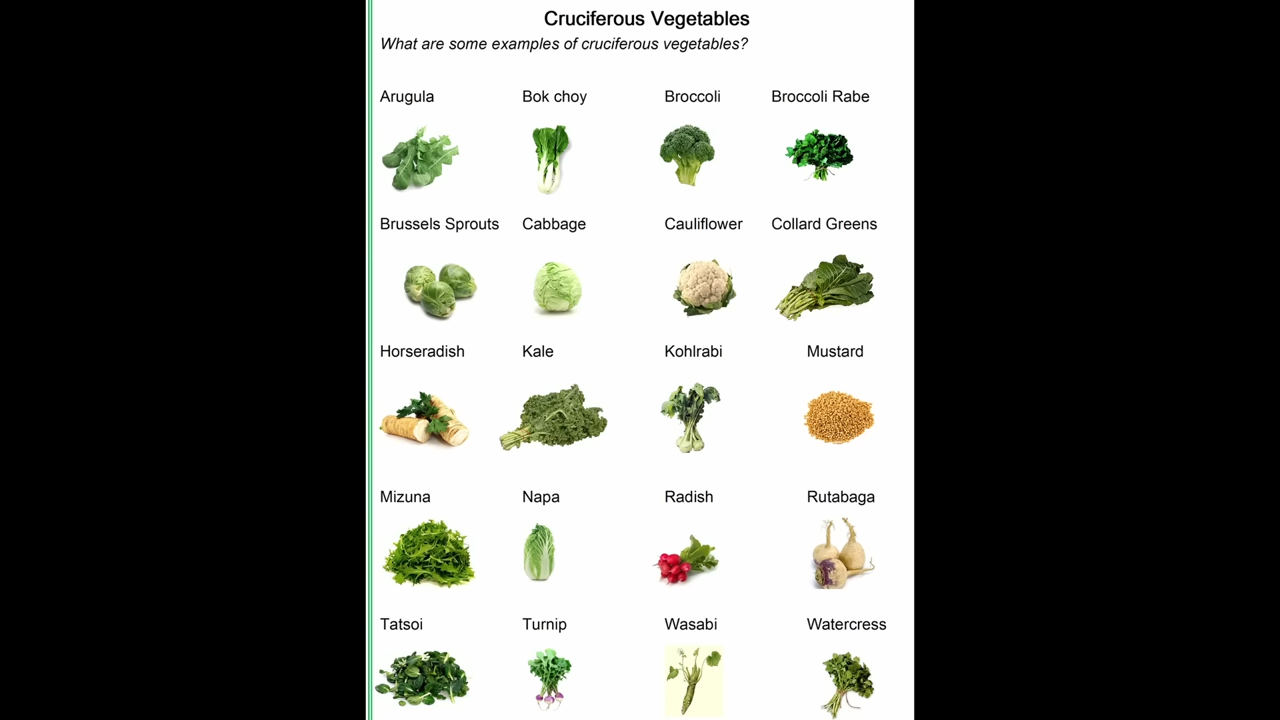 Cruciferous Vegetables
What are some examples of cruciferous vegetables?
Arugula Bok choy Broccoli Broccoli Rabe
Brussels Sprouts Cabbage Cauliflower Collard Greens
Horseradish Kale Kohlrabi Mustard
Mizuna Napa Radish Rutabaga
Tatsoi Turnip Wasabi Watercress